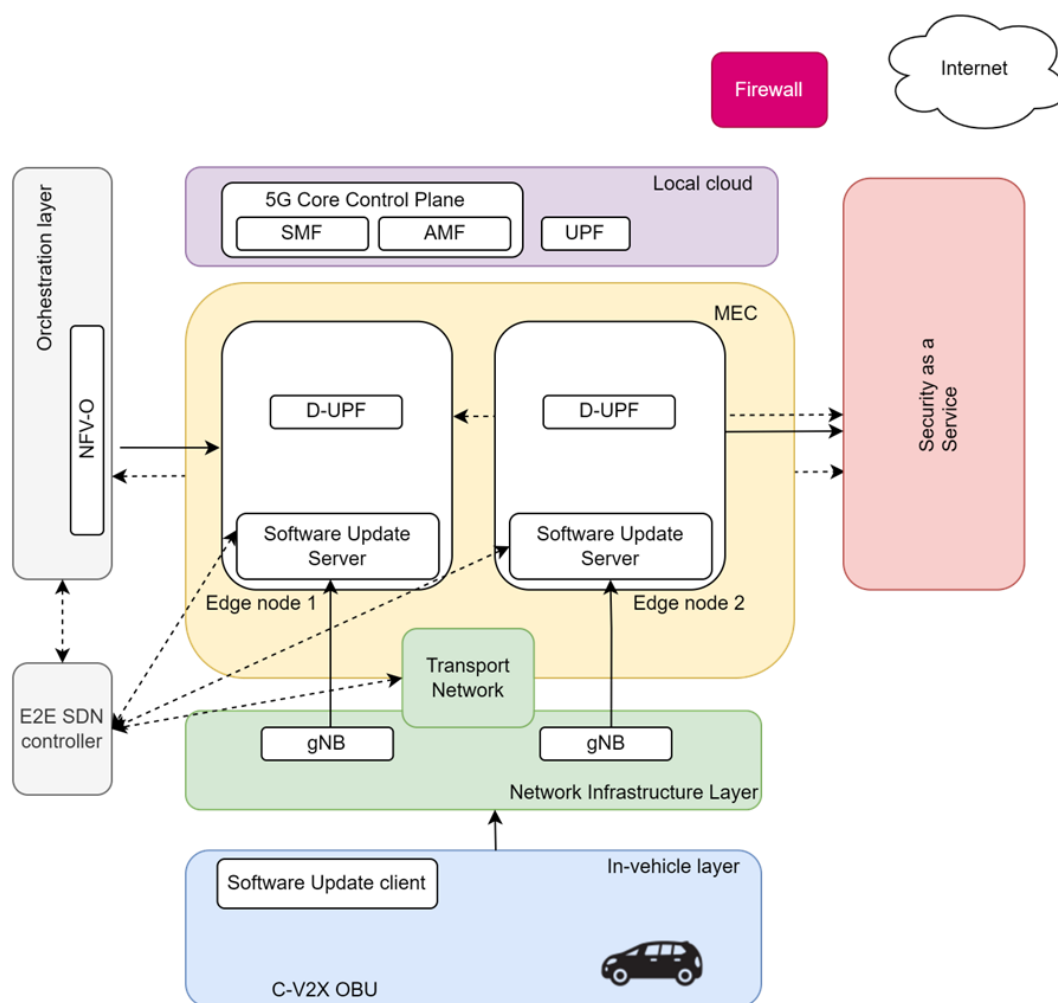 Internet
Firewall
Orchestration layer
NFV-O
Local cloud
5G Core Control Plane
SMF
AMF
UPF
MEC
D-UPF
D-UPF
Software Update
Server
Software Update
Server
Edge node 1
Edge node 2
Security as a
Service
E2E SDN
controller
Transport
Network
gNB
gNB
Network Infrastructure Layer
In-vehicle layer
Software Update client
C-V2X OBU